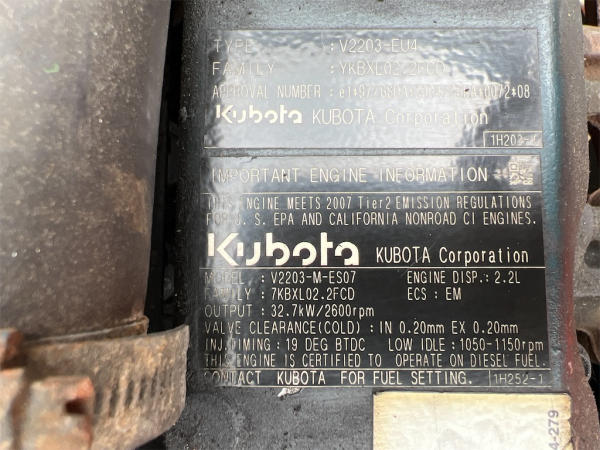 TYPE : V2203-EU4
FAMILY : YKBXL02.2FCD
APPROVAL NUMBER :
Kubota KUBOTA Corporation
IMPORTANT ENGINE INFORMATION
THIS ENGINE MEETS 2007 Tier2 EMISSION REGULATIONS
FOR U. S. EPA AND CALIFORNIA NONROAD CI ENGINES.
Kubota KUBOTA Corporation
MODEL : V2203-M-ES07 ENGINE DISP.: 2.2L
FAMILY : 7KBXL02.2FCD ECS : EM
OUTPUT : 32.7kW/2600rpm
VALVE CLEARANCE(COLD) : IN 0.20mm EX 0.20mm
INJ.TIMING : 19 DEG BTDC LOW IDLE : 1050-1150rpm
THIS ENGINE IS CERTIFIED TO OPERATE ON DIESEL FUEL.
CONTACT KUBOTA FOR FUEL SETTING. 1H252-1
4-279